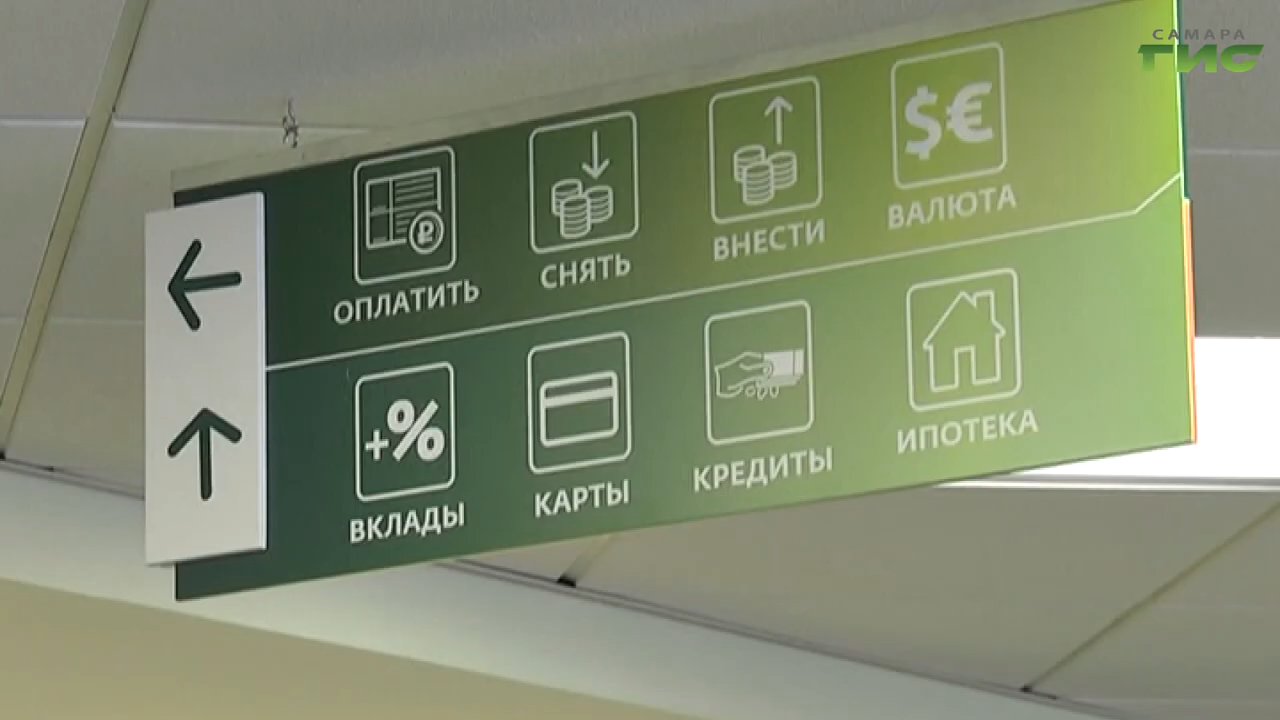 САМАРА
ГИС
$€
₽
ОПЛАТИТЬ
СНЯТЬ
ВНЕСТИ
ВАЛЮТА
+%
ВКЛАДЫ
КАРТЫ
КРЕДИТЫ
ИПОТЕКА